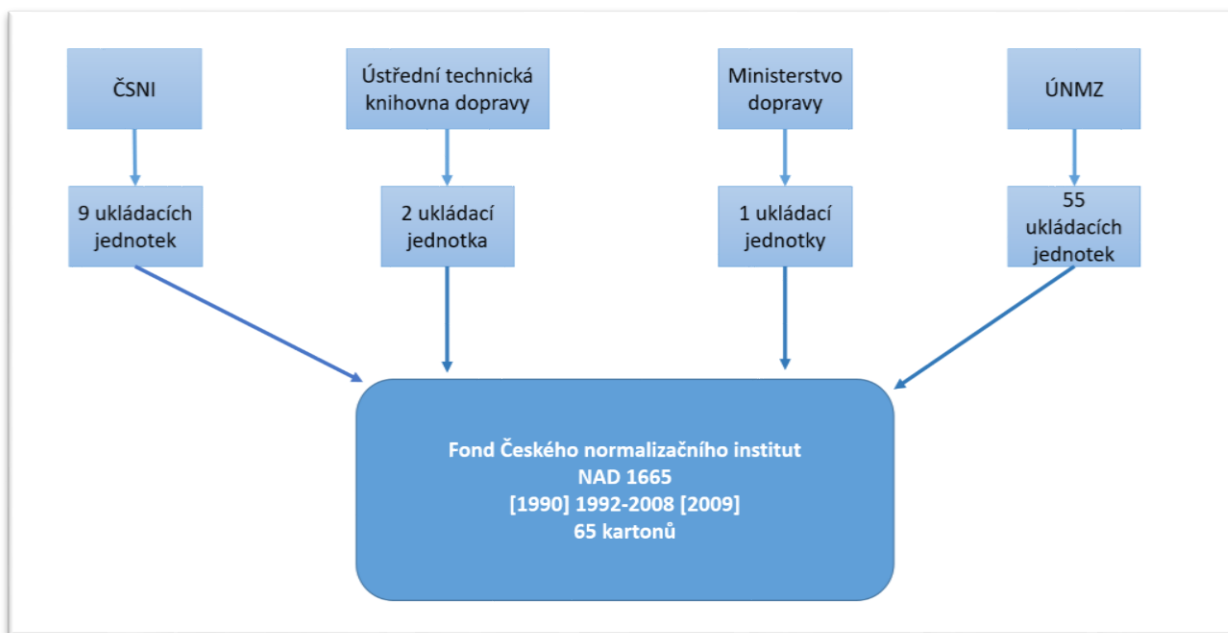 ČSNI
Ústřední technická
knihovna dopravy
Ministerstvo
dopravy
ÚNMZ
9 ukládacích
jednotek
2 ukládací
jednotka
1 ukládací
jednotky
55
ukládacích
jednotek
Fond Českého normalizačního institut
NAD 1665
[1990] 1992-2008 [2009]
65 kartonů